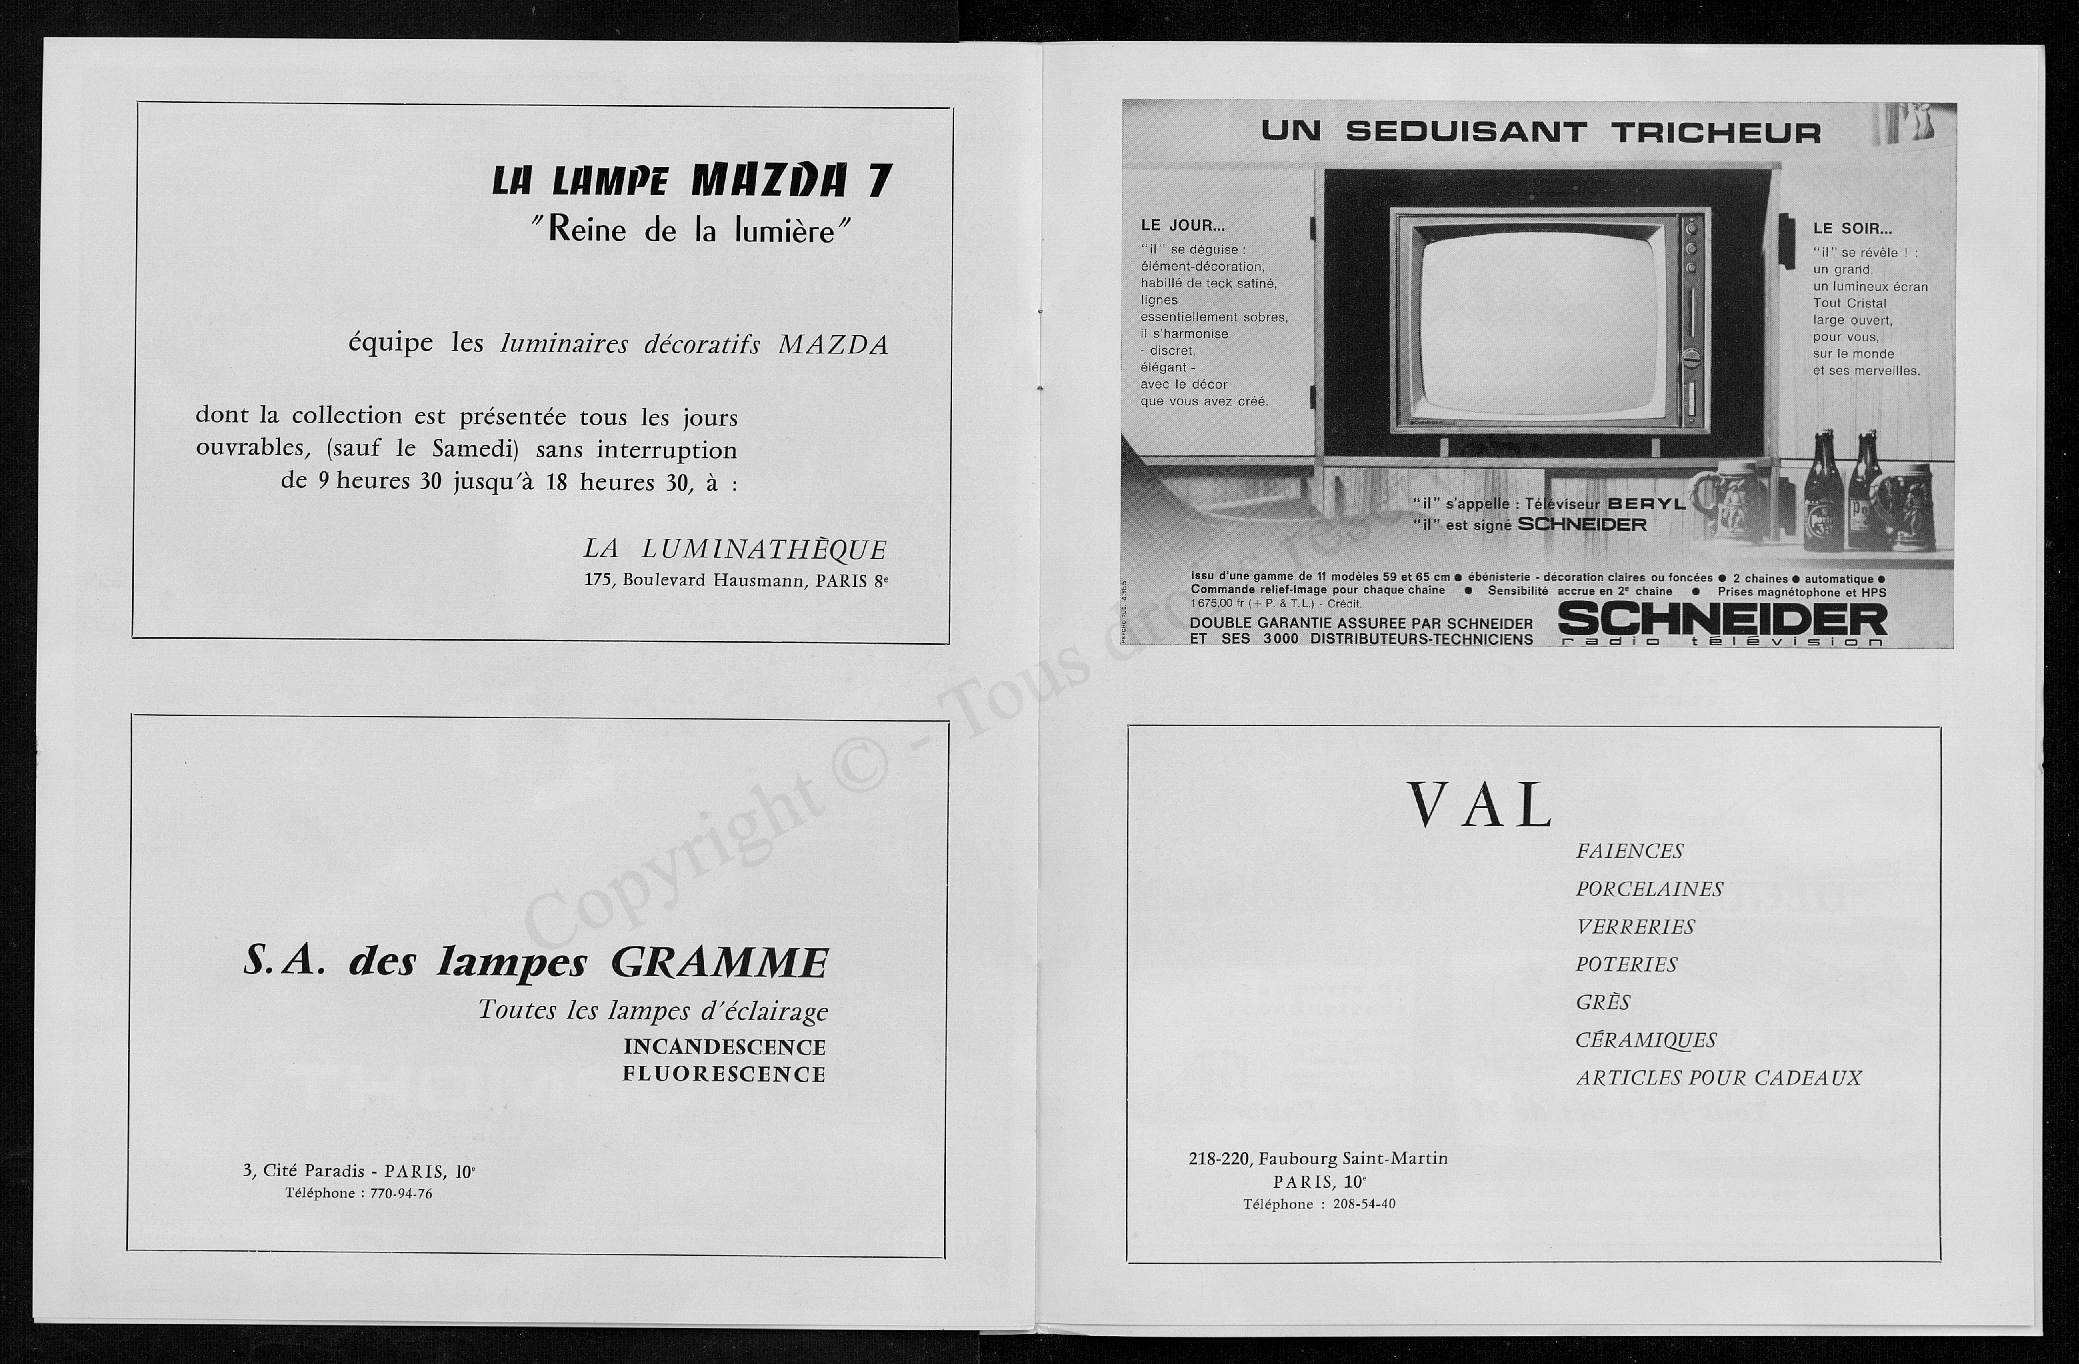 LA LAMPE MAZDA 7
"Reine de la lumière"
équipe les luminaires décoratifs MAZDA
dont la collection est présentée tous les jours
ouvrables, (sauf le Samedi) sans interruption
de 9 heures 30 jusqu'à 18 heures 30, à :
LA LUMINATHÈQUE
175, Boulevard Hausmann, PARIS 8e
S.A. des lampes GRAMME
Toutes les lampes d'éclairage
INCANDESCENCE
FLUORESCENCE
3, Cité Paradis - PARIS, 10e
Téléphone : 770-94-76
UN SEDUISANT TRICHEUR
LE JOUR...
"il" se déguise :
élément-décoration,
habillé de teck satiné,
lignes
essentiellement sobres,
il s'harmonise
- discret,
élégant -
avec le décor
que vous avez créé.
LE SOIR...
"il" se révèle ! :
un grand,
un lumineux écran
Tout Cristal
large ouvert,
pour vous,
sur le monde
et ses merveilles.
"il" s'appelle : Téléviseur BERYL
"il" est signé SCHNEIDER
Issu d'une gamme de 11 modèles 59 et 65 cm ● ébénisterie - décoration claires ou foncées ● 2 chaines ● automatique ●
Commande relief-image pour chaque chaine ● Sensibilité accrue en 2e chaine ● Prises magnétophone et HPS
1675,00 fr (+ P. & T.L.) - Crédit.
DOUBLE GARANTIE ASSUREE PAR SCHNEIDER
ET SES 3000 DISTRIBUTEURS-TECHNICIENS
SCHNEIDER
radio télévision
VAL
FAIENCES
PORCELAINES
VERRERIES
POTERIES
GRÈS
CÉRAMIQUES
ARTICLES POUR CADEAUX
218-220, Faubourg Saint-Martin
PARIS, 10e
Téléphone : 208-54-40
Copyright © - Tous droits